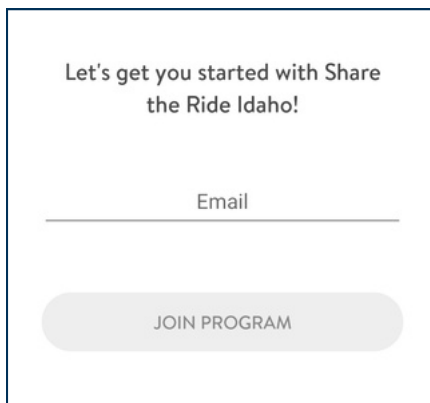 Let's get you started with Share
the Ride Idaho!
Email
JOIN PROGRAM